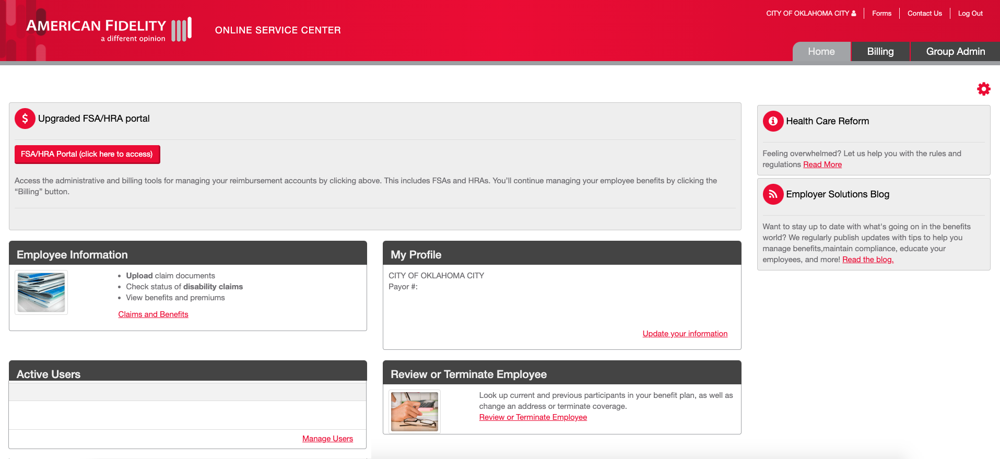 AMERICAN FIDELITY
a different opinion
ONLINE SERVICE CENTER
CITY OF OKLAHOMA CITY
Forms
Contact Us
Log Out
Home
Billing
Group Admin
Upgraded FSA/HRA portal
FSA/HRA Portal (click here to access)
Access the administrative and billing tools for managing your reimbursement accounts by clicking above. This includes FSAs and HRAs. You’ll continue managing your employee benefits by clicking the
“Billing” button.
Health Care Reform
Feeling overwhelmed? Let us help you with the rules and
regulations Read More
Employer Solutions Blog
Want to stay up to date with what's going on in the benefits
world? We regularly publish updates with tips to help you
manage benefits,maintain compliance, educate your
employees, and more! Read the blog.
Employee Information
• Upload claim documents
• Check status of disability claims
• View benefits and premiums
Claims and Benefits
My Profile
CITY OF OKLAHOMA CITY
Payor #:
Update your information
Active Users
Manage Users
Review or Terminate Employee
Look up current and previous participants in your benefit plan, as well as
change an address or terminate coverage.
Review or Terminate Employee